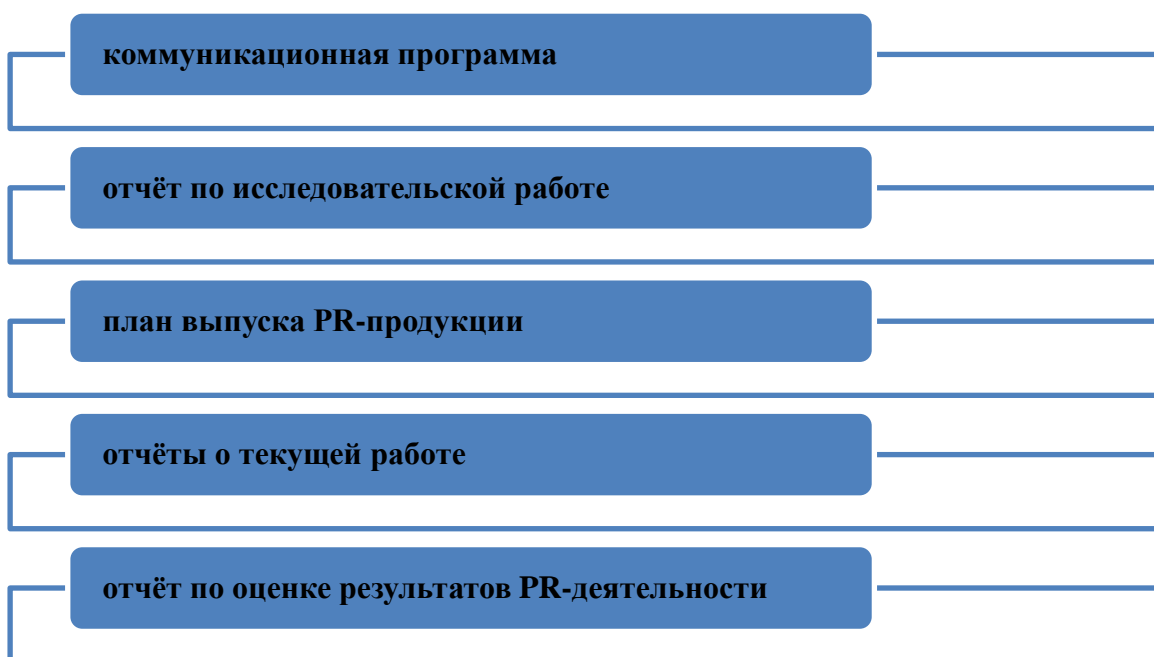 коммуникационная программа
отчёт по исследовательской работе
план выпуска PR-продукции
отчёты о текущей работе
отчёт по оценке результатов PR-деятельности